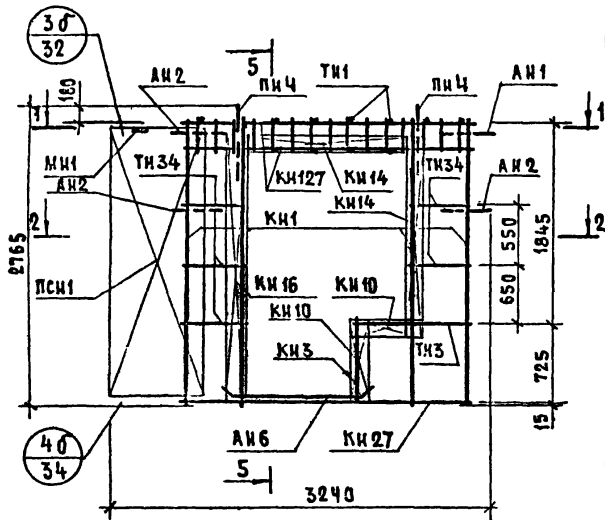 3б
32
5
АН2
ПН4
ТН1
ПН4
АН1
160
1
1
МН1
АН2
ТН34
КН127
КН14
КН14
ТН34
АН2
2
2
КН1
550
1845
2765
ПСН1
КН16
КН10
650
КН10
КН3
ТН3
725
4б
34
АН6
КН27
15
5
3240